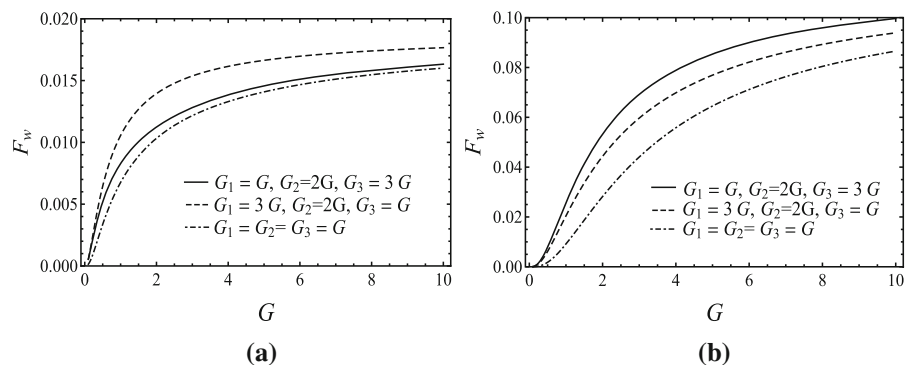 0.020
0.015
0.010
0.005
0.000
F_w
G₁ = G, G₂=2G, G₃ = 3 G
G₁ = 3 G, G₂=2G, G₃ = G
G₁ = G₂= G₃ = G
0 2 4 6 8 10
G
(a)
0.10
0.08
0.06
0.04
0.02
0.00
F_w
G₁ = G, G₂=2G, G₃ = 3 G
G₁ = 3 G, G₂=2G, G₃ = G
G₁ = G₂= G₃ = G
0 2 4 6 8 10
G
(b)